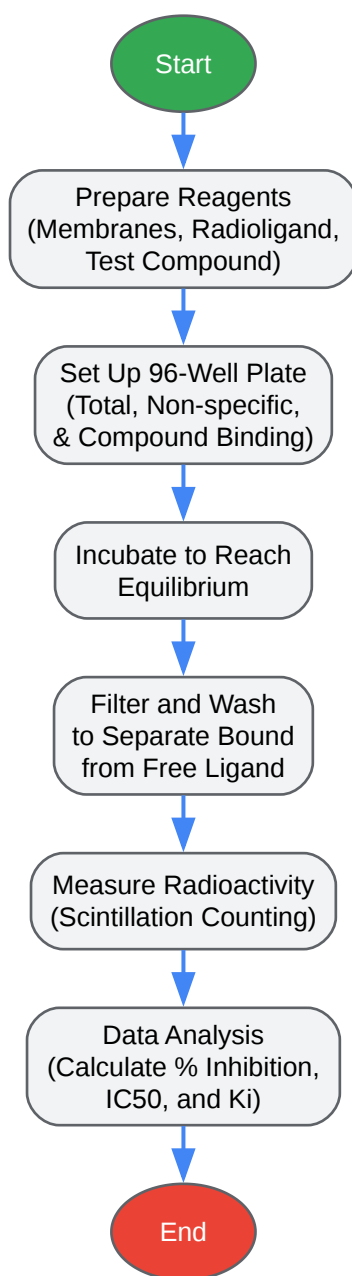 Start
Prepare Reagents
(Membranes, Radioligand,
Test Compound)
Set Up 96-Well Plate
(Total, Non-specific,
& Compound Binding)
Incubate to Reach
Equilibrium
Filter and Wash
to Separate Bound
from Free Ligand
Measure Radioactivity
(Scintillation Counting)
Data Analysis
(Calculate % Inhibition,
IC50, and Ki)
End